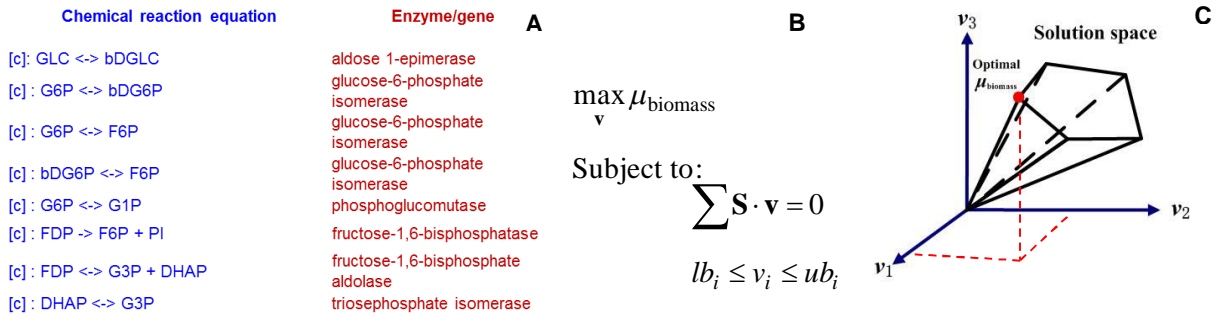 Chemical reaction equation Enzyme/gene A
[c]: GLC <-> bDGLC aldose 1-epimerase
[c] : G6P <-> bDG6P glucose-6-phosphate
isomerase
[c] : G6P <-> F6P glucose-6-phosphate
isomerase
[c] : bDG6P <-> F6P glucose-6-phosphate
isomerase
[c] : G6P <-> G1P phosphoglucomutase
[c] : FDP -> F6P + PI fructose-1,6-bisphosphatase
[c] : FDP <-> G3P + DHAP fructose-1,6-bisphosphate
aldolase
[c] : DHAP <-> G3P triosephosphate isomerase
B
max μbiomass
v
Subject to:
∑ S · v = 0
lbᵢ ≤ vᵢ ≤ ubᵢ
C
v₃
Solution space
Optimal
μbiomass
v₂
v₁